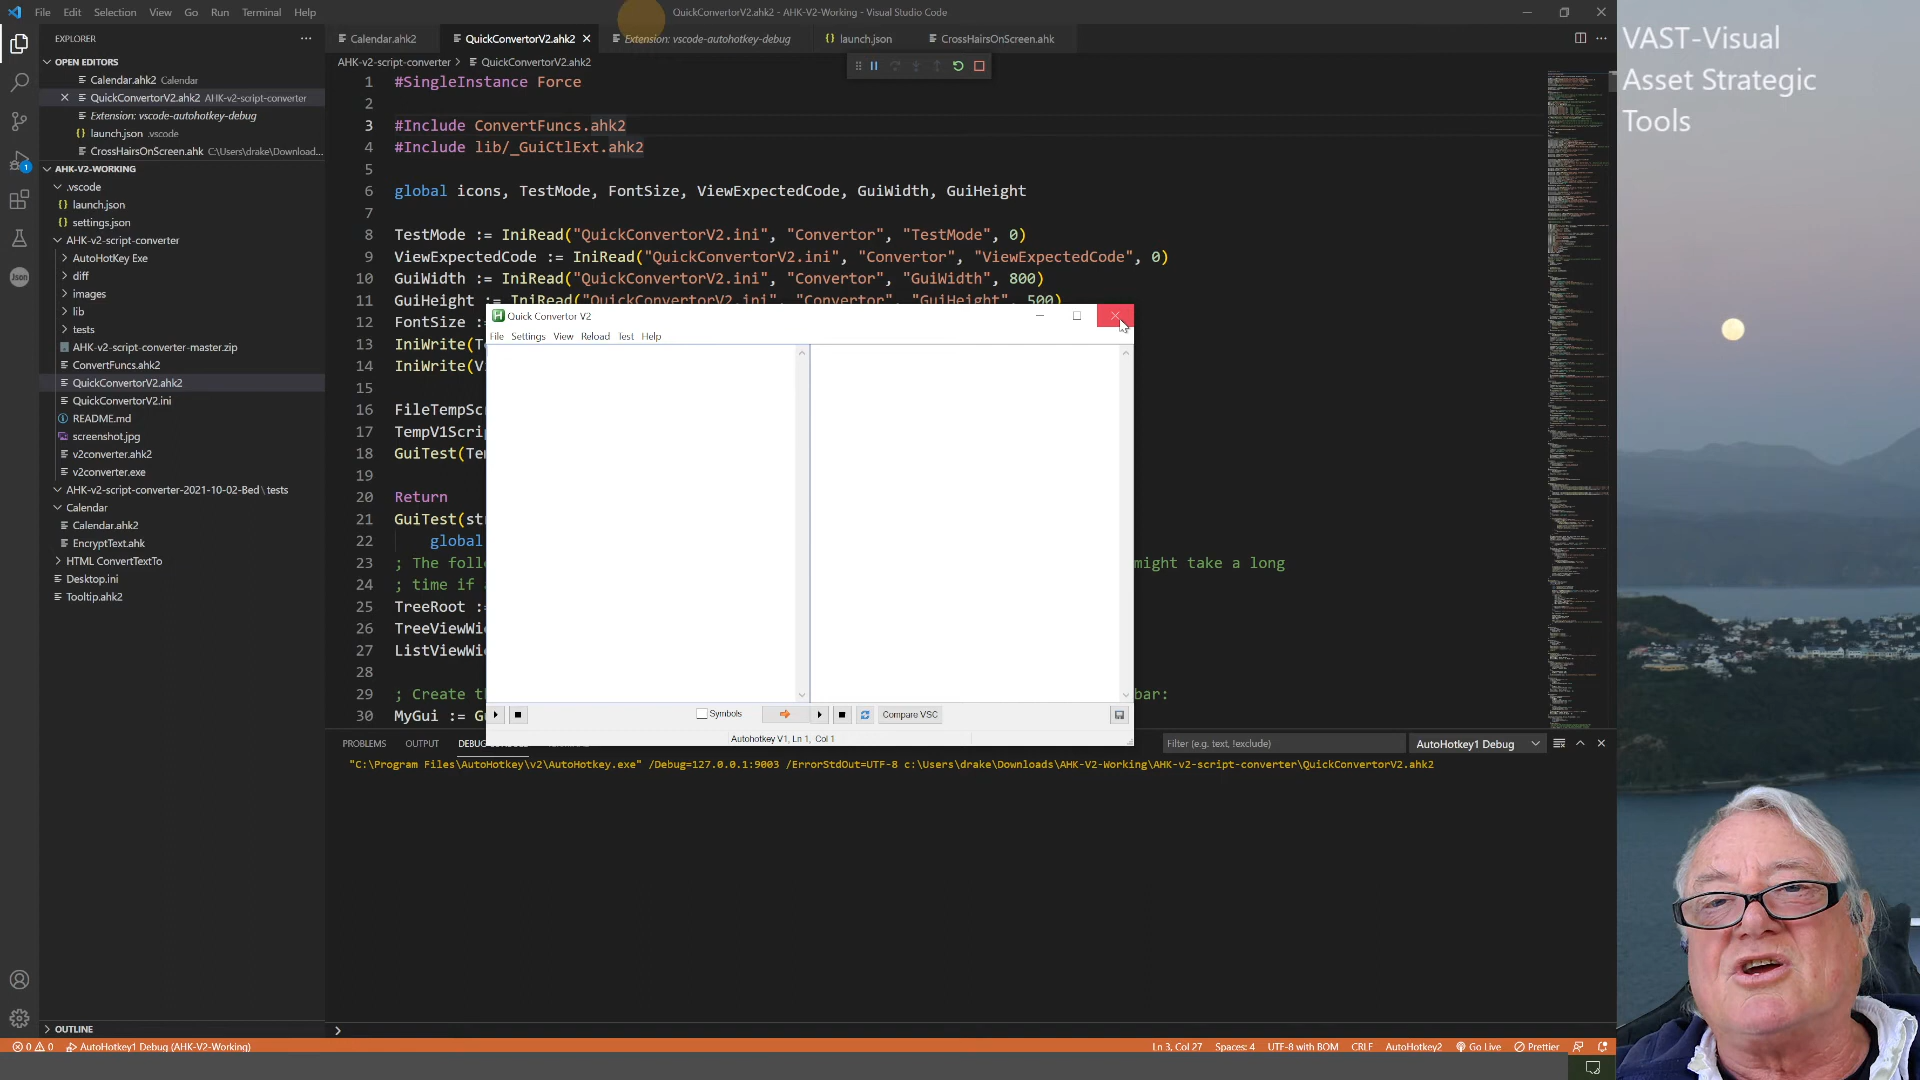 File Edit Selection View Go Run Terminal Help
QuickConvertorV2.ahk2 - AHK-V2-Working - Visual Studio Code
EXPLORER
OPEN EDITORS
Calendar.ahk2 Calendar
QuickConvertorV2.ahk2 AHK-v2-script-converter
Extension: vscode-autohotkey-debug
launch.json .vscode
CrossHairsOnScreen.ahk C:\Users\drake\Download...
AHK-V2-WORKING
.vscode
launch.json
settings.json
AHK-v2-script-converter
AutoHotKey Exe
diff
images
lib
tests
AHK-v2-script-converter-master.zip
ConvertFuncs.ahk2
QuickConvertorV2.ahk2
QuickConvertorV2.ini
README.md
screenshot.jpg
v2converter.ahk2
v2converter.exe
AHK-v2-script-converter-2021-10-02-Bed\tests
Calendar
Calendar.ahk2
EncryptText.ahk
HTML ConvertTextTo
Desktop.ini
Tooltip.ahk2
OUTLINE
Json
1
Calendar.ahk2 QuickConvertorV2.ahk2 Extension: vscode-autohotkey-debug launch.json CrossHairsOnScreen.ahk
AHK-v2-script-converter > QuickConvertorV2.ahk2
1 #SingleInstance Force
2
3 #Include ConvertFuncs.ahk2
4 #Include lib/_GuiCtlExt.ahk2
5
6 global icons, TestMode, FontSize, ViewExpectedCode, GuiWidth, GuiHeight
7
8 TestMode := IniRead("QuickConvertorV2.ini", "Convertor", "TestMode", 0)
9 ViewExpectedCode := IniRead("QuickConvertorV2.ini", "Convertor", "ViewExpectedCode", 0)
10 GuiWidth := IniRead("QuickConvertorV2.ini", "Convertor", "GuiWidth", 800)
11 GuiHeight := IniRead("QuickConvertorV2.ini", "Convertor", "GuiHeight", 500)
12 FontSize :=
13 IniWrite(T
14 IniWrite(V
15
16 FileTempScr
17 TempV1Scrip
18 GuiTest(Tem
19
20 Return
21 GuiTest(str
22 global
23 ; The foll might take a long
24 ; time if
25 TreeRoot :
26 TreeViewWi
27 ListViewWi
28
29 ; Create th bar:
30 MyGui := G
Quick Convertor V2
File Settings View Reload Test Help
Symbols Compare VSC
Autohotkey V1, Ln 1, Col 1
PROBLEMS OUTPUT
Filter (e.g. text, !exclude) AutoHotkey1 Debug
"C:\Program Files\AutoHotkey\v2\AutoHotkey.exe" /Debug=127.0.0.1:9003 /ErrorStdOut=UTF-8 c:\Users\drake\Downloads\AHK-V2-Working\AHK-v2-script-converter\QuickConvertorV2.ahk2
0 0 AutoHotkey1 Debug (AHK-V2-Working) Ln 3, Col 27 Spaces: 4 UTF-8 with BOM CRLF AutoHotkey2 Go Live Prettier
VAST-Visual
Asset Strategic
Tools